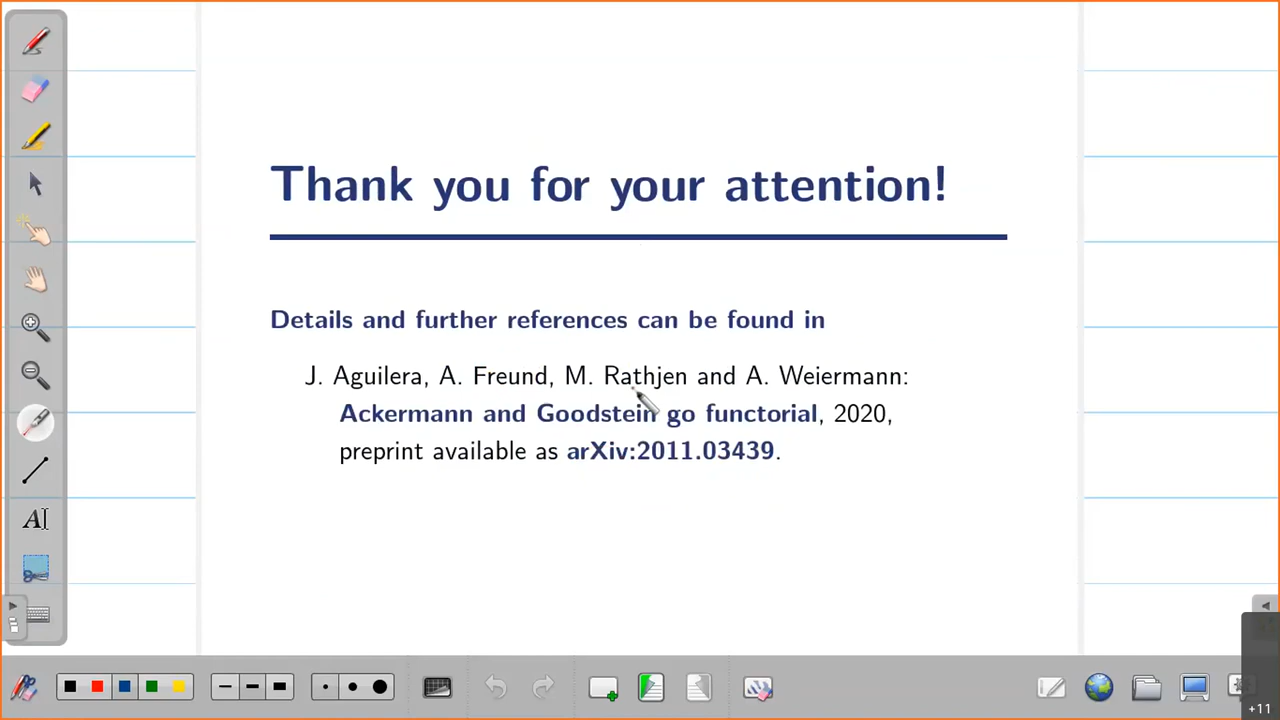 Thank you for your attention!
Details and further references can be found in
J. Aguilera, A. Freund, M. Rathjen and A. Weiermann:
Ackermann and Goodstein go functorial, 2020,
preprint available as arXiv:2011.03439.
A
+11